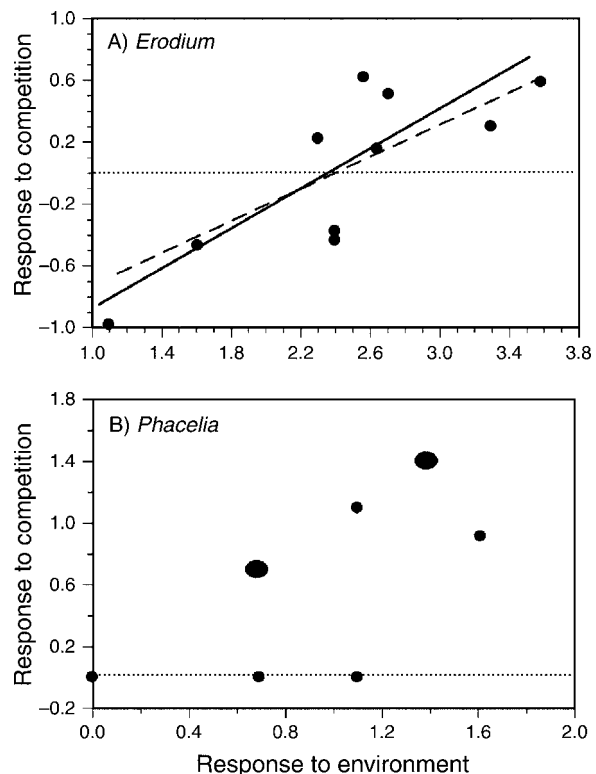 A) Erodium
Response to competition
1.0
0.6
0.2
−0.2
−0.6
−1.0
1.0 1.4 1.8 2.2 2.6 3.0 3.4 3.8
B) Phacelia
Response to competition
1.8
1.4
1.0
0.6
0.2
−0.2
0.0 0.4 0.8 1.2 1.6 2.0
Response to environment